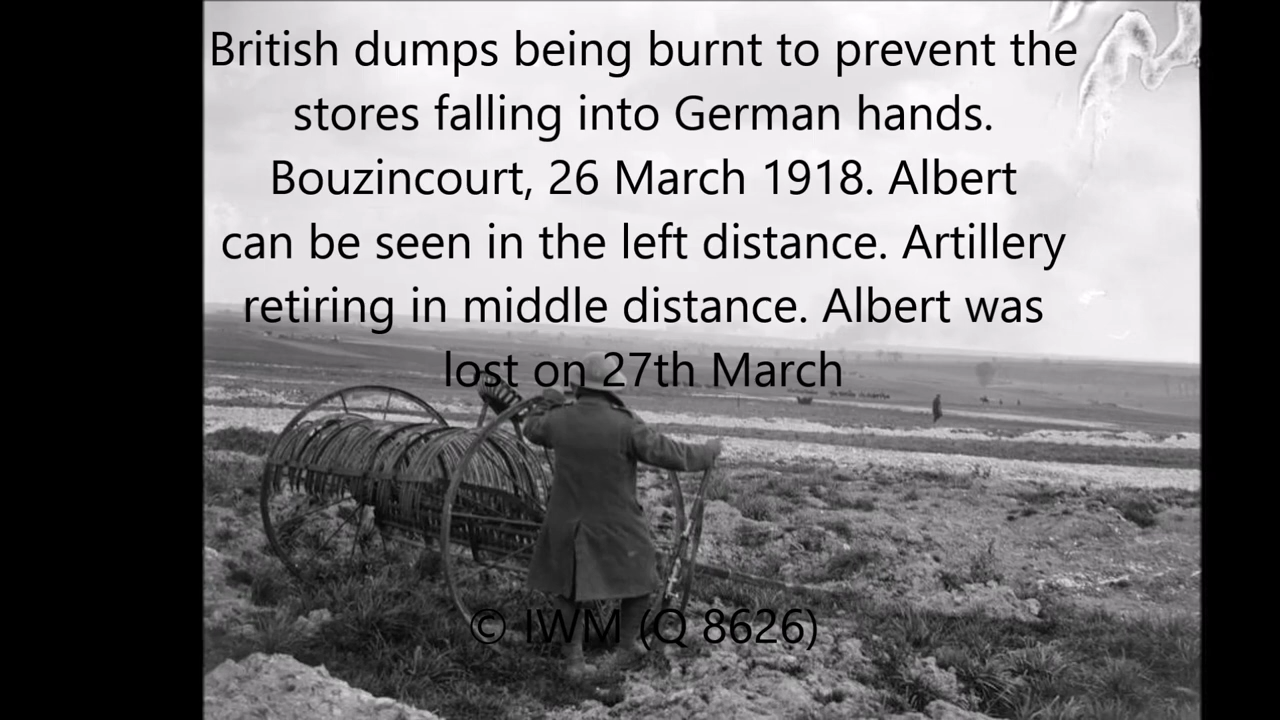 British dumps being burnt to prevent the
stores falling into German hands.
Bouzincourt, 26 March 1918. Albert
can be seen in the left distance. Artillery
retiring in middle distance. Albert was
lost on 27th March
© IWM (Q 8626)